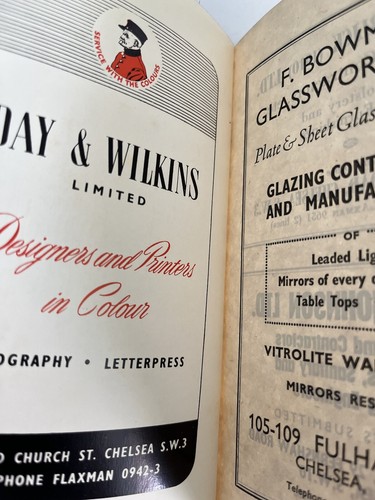 SERVICE WITH THE COLOURS
DAY & WILKINS
LIMITED
Designers and Printers
in Colour
OGRAPHY • LETTERPRESS
D CHURCH ST. CHELSEA S.W.3
PHONE FLAXMAN 0942-3
F. BOWM
GLASSWOR
Plate & Sheet Glas
GLAZING CONT
AND MANUFA
OF
Leaded Lig
Mirrors of every d
Table Tops
VITROLITE WA
MIRRORS RES
105-109 FULHA
CHELSEA,
Telephone